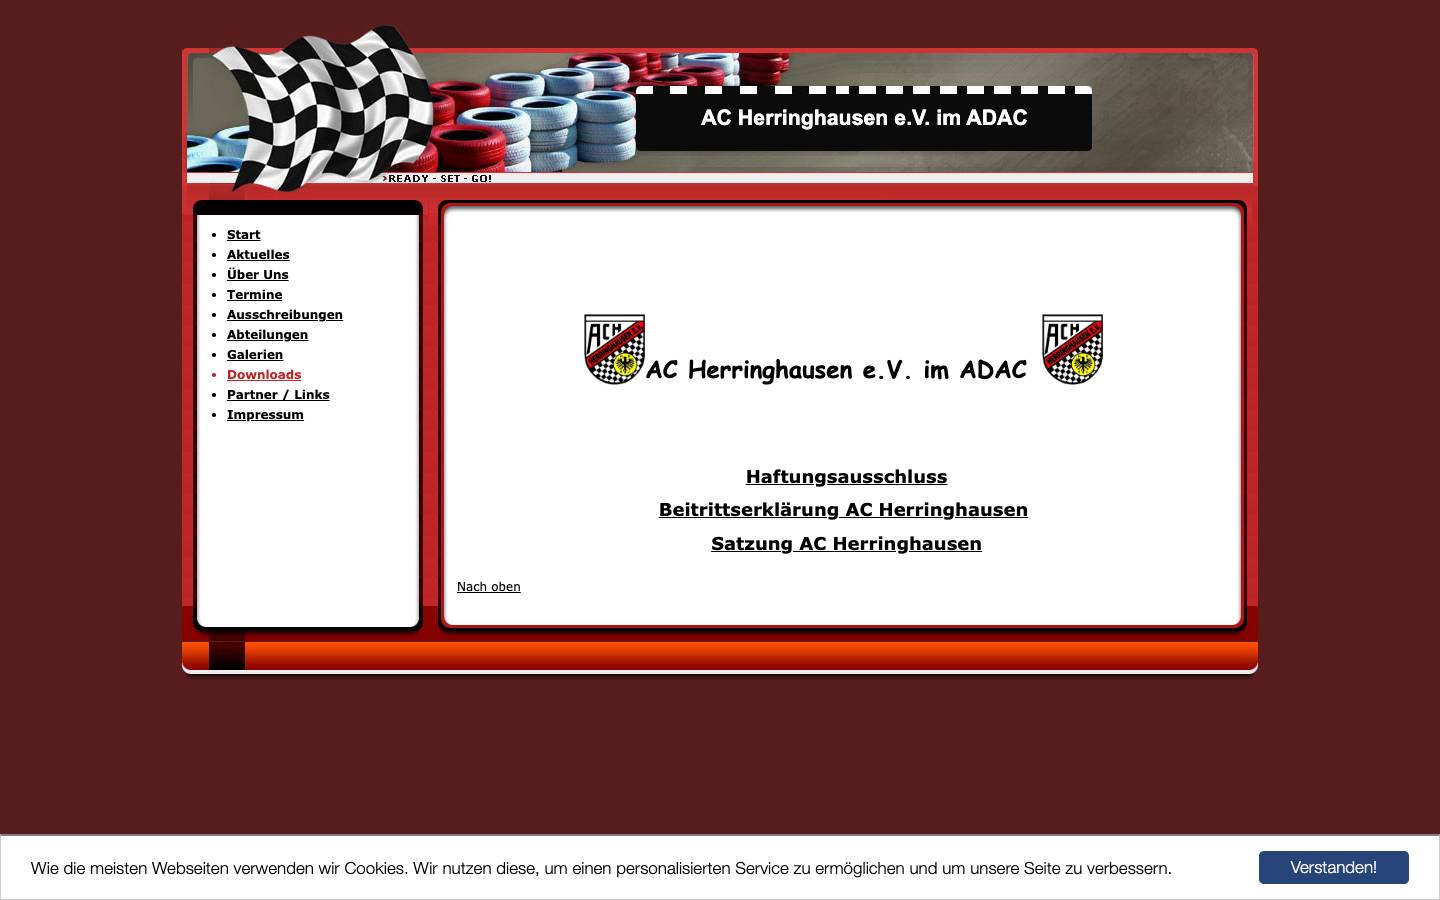 AC Herringhausen e.V. im ADAC
>READY - SET - GO!
Start
Aktuelles
Über Uns
Termine
Ausschreibungen
Abteilungen
Galerien
Downloads
Partner / Links
Impressum
ACH
HERRINGHAUSEN E.V.
AC Herringhausen e.V. im ADAC
ACH
HERRINGHAUSEN E.V.
Haftungsausschluss
Beitrittserklärung AC Herringhausen
Satzung AC Herringhausen
Nach oben
Wie die meisten Webseiten verwenden wir Cookies. Wir nutzen diese, um einen personalisierten Service zu ermöglichen und um unsere Seite zu verbessern.
Verstanden!